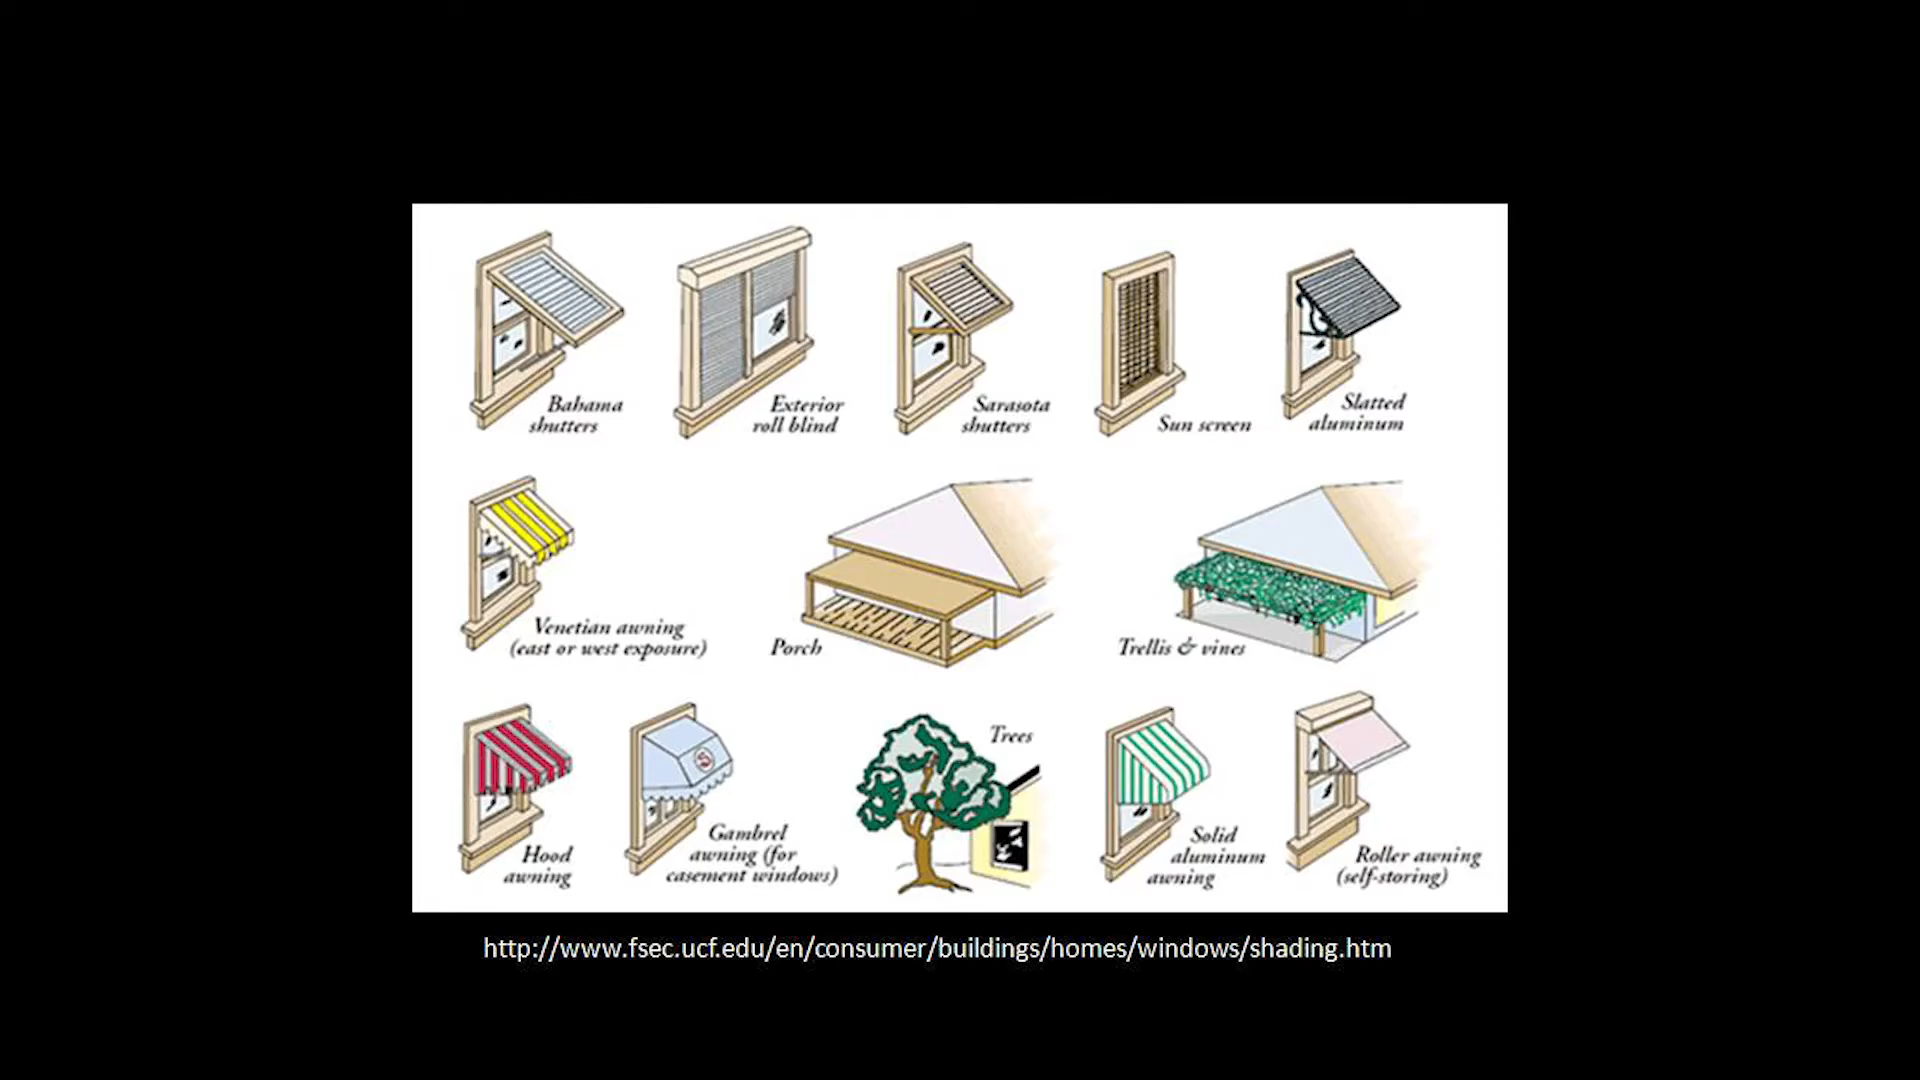 Bahama
shutters
Exterior
roll blind
Sarasota
shutters
Sun screen
Slatted
aluminum
Venetian awning
(east or west exposure)
Porch
Trellis & vines
Hood
awning
S
Gambrel
awning (for
casement windows)
Trees
Solid
aluminum
awning
Roller awning
(self-storing)
http://www.fsec.ucf.edu/en/consumer/buildings/homes/windows/shading.htm